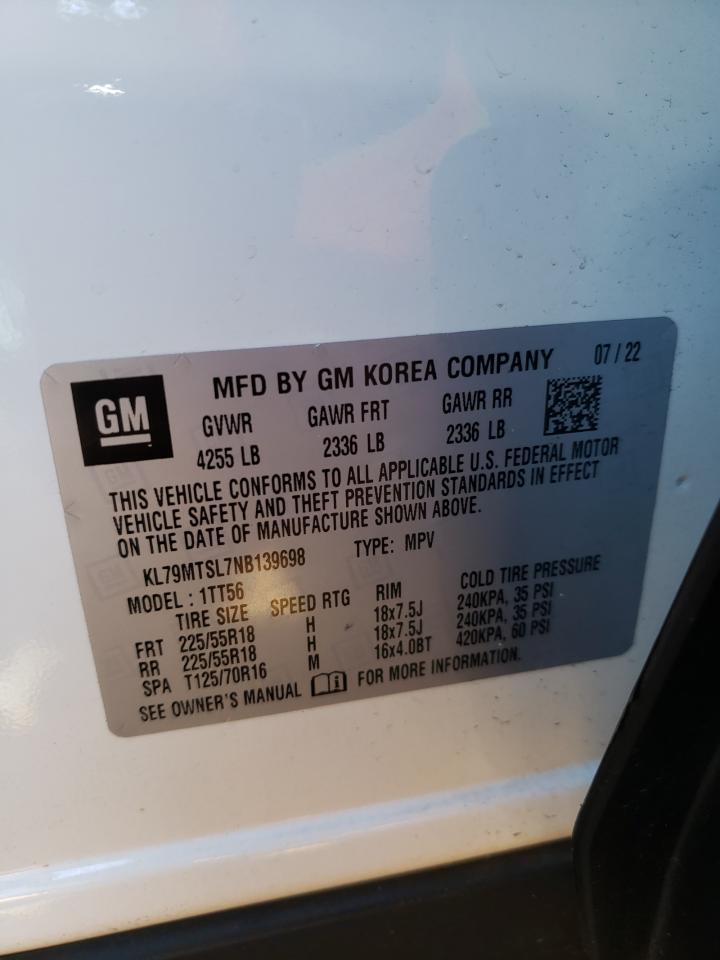 GM
MFD BY GM KOREA COMPANY 07 / 22
GVWR GAWR FRT GAWR RR
4255 LB 2336 LB 2336 LB
THIS VEHICLE CONFORMS TO ALL APPLICABLE U.S. FEDERAL MOTOR
VEHICLE SAFETY AND THEFT PREVENTION STANDARDS IN EFFECT
ON THE DATE OF MANUFACTURE SHOWN ABOVE.
KL79MTSL7NB139698 TYPE: MPV
MODEL : 1TT56
TIRE SIZE SPEED RTG RIM COLD TIRE PRESSURE
FRT 225/55R18 H 18x7.5J 240KPA, 35 PSI
RR 225/55R18 H 18x7.5J 240KPA, 35 PSI
SPA T125/70R16 M 16x4.0BT 420KPA, 60 PSI
SEE OWNER'S MANUAL FOR MORE INFORMATION.